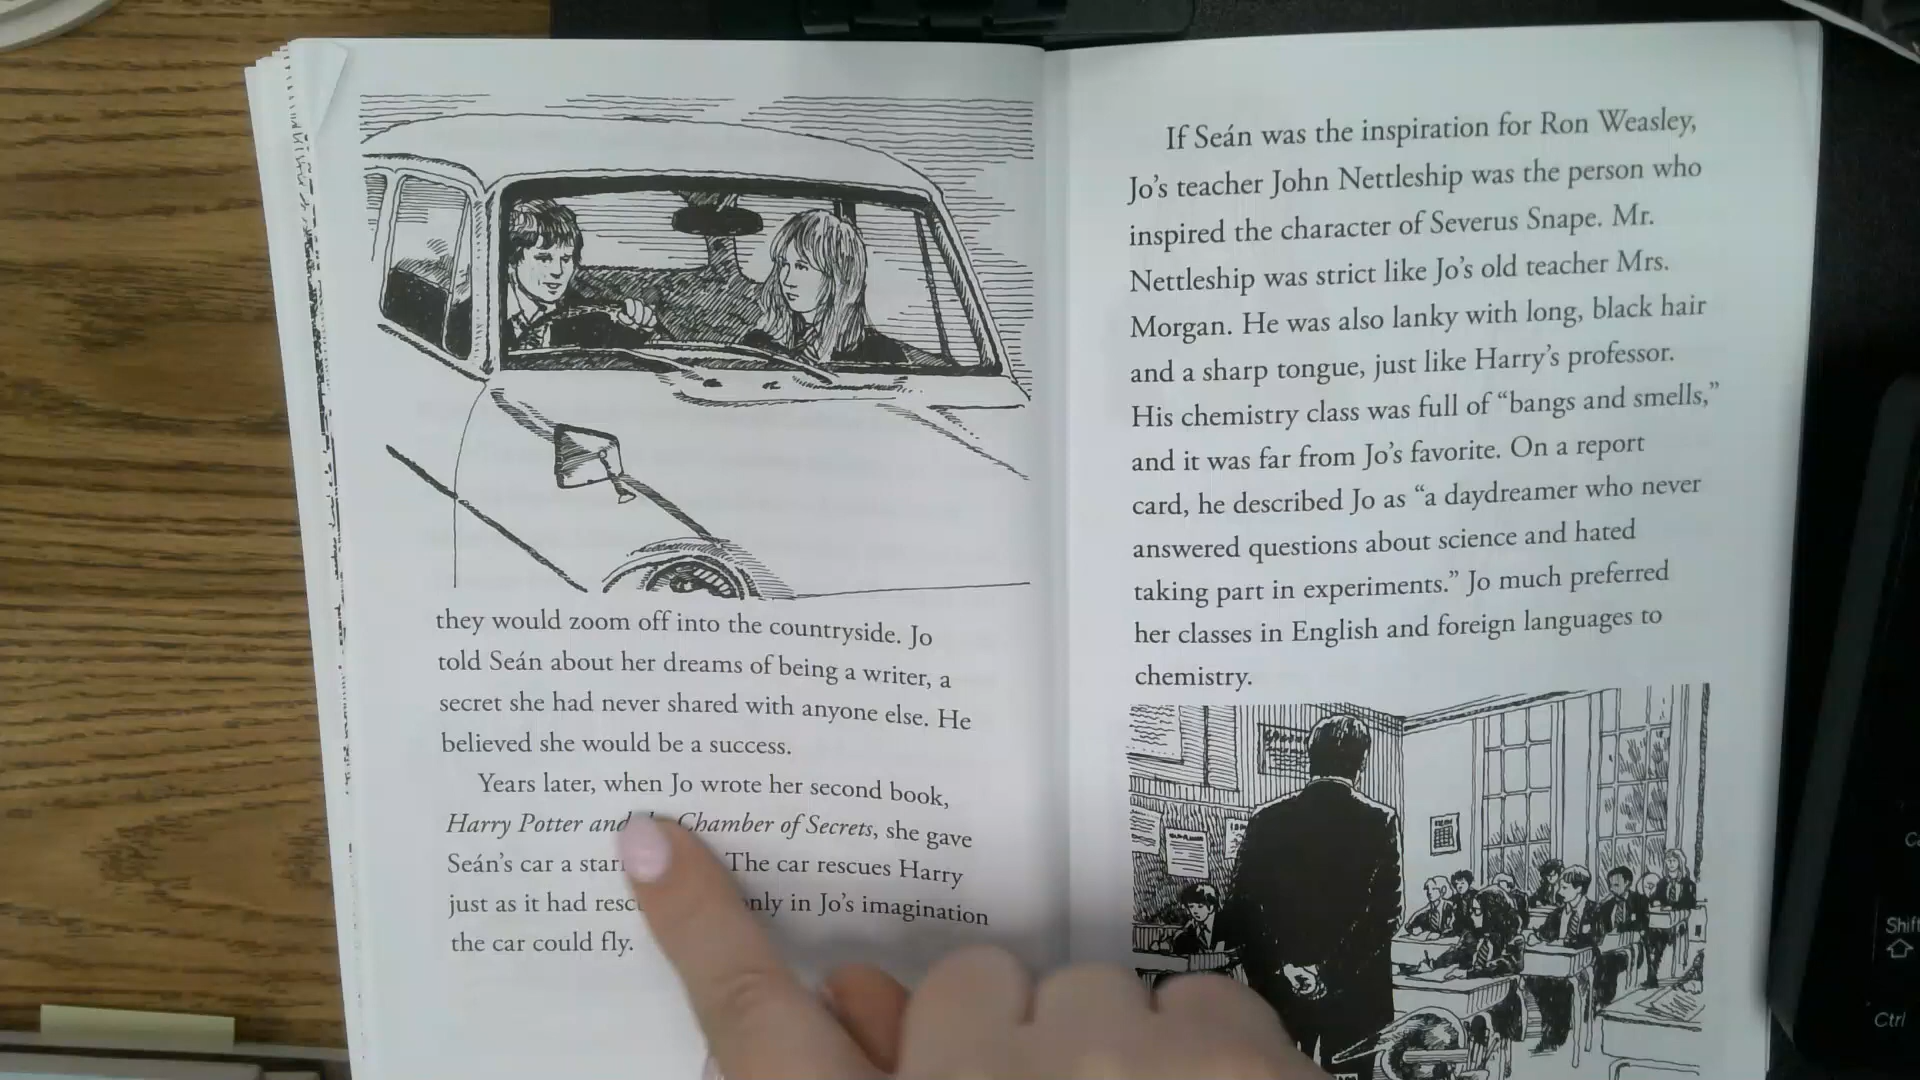 they would zoom off into the countryside. Jo
told Seán about her dreams of being a writer, a
secret she had never shared with anyone else. He
believed she would be a success.
Years later, when Jo wrote her second book,
Harry Potter and Chamber of Secrets, she gave
Seán's car a The car rescues Harry
just as it had only in Jo's imagination
the car could fly.
If Seán was the inspiration for Ron Weasley,
Jo's teacher John Nettleship was the person who
inspired the character of Severus Snape. Mr.
Nettleship was strict like Jo's old teacher Mrs.
Morgan. He was also lanky with long, black hair
and a sharp tongue, just like Harry's professor.
His chemistry class was full of “bangs and smells,”
and it was far from Jo's favorite. On a report
card, he described Jo as “a daydreamer who never
answered questions about science and hated
taking part in experiments.” Jo much preferred
her classes in English and foreign languages to
chemistry.
Shift
Ctrl